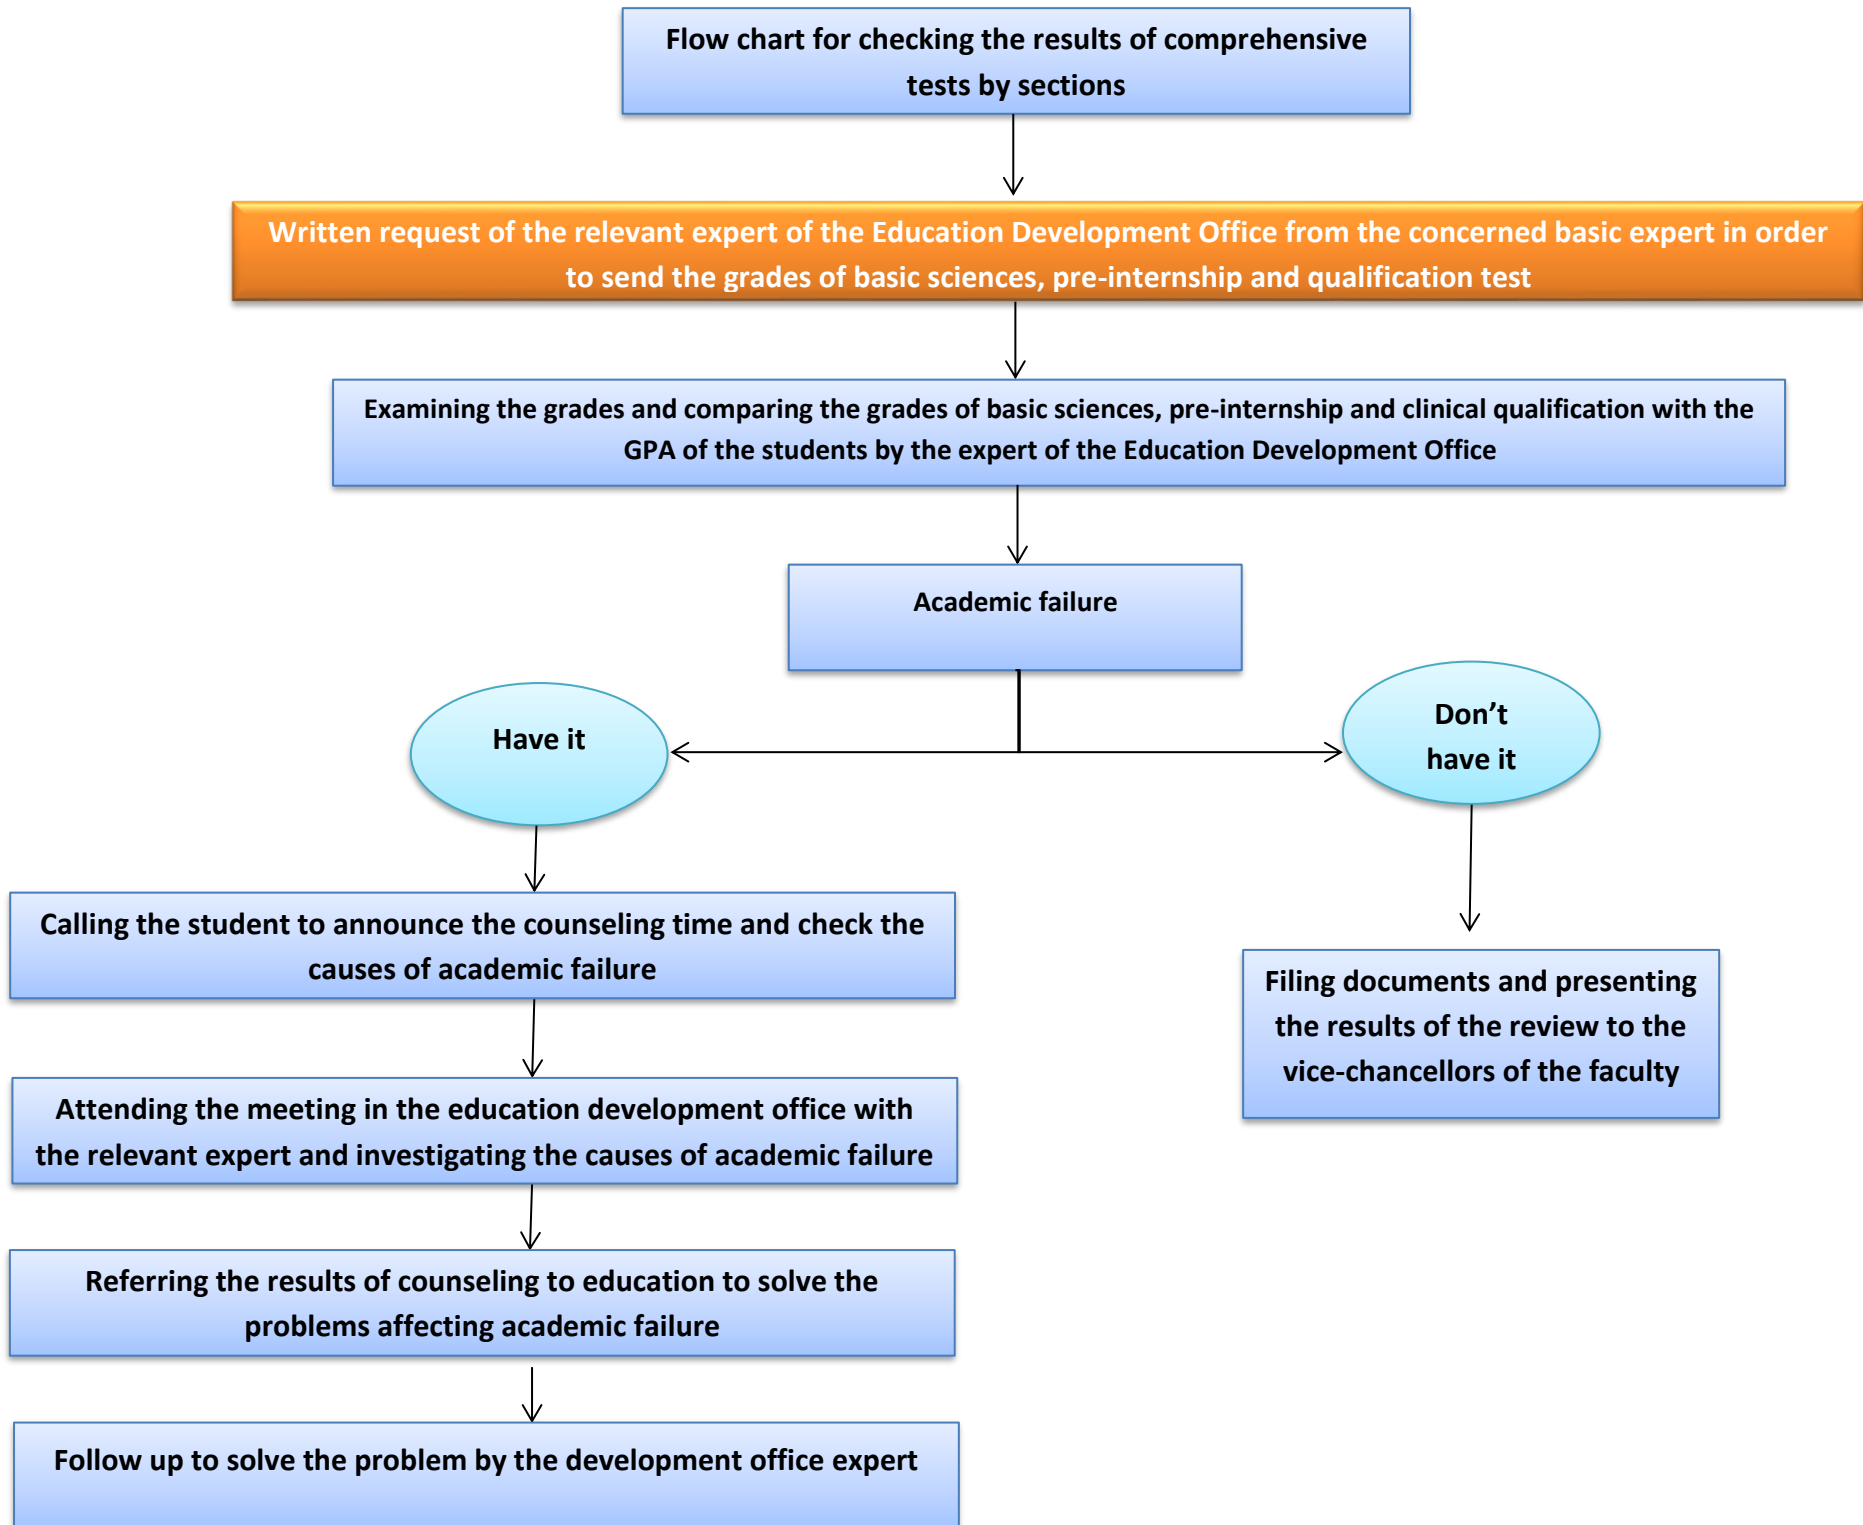 Flow chart for checking the results of comprehensive
tests by sections
Written request of the relevant expert of the Education Development Office from the concerned basic expert in order
to send the grades of basic sciences, pre-internship and qualification test
Examining the grades and comparing the grades of basic sciences, pre-internship and clinical qualification with the
GPA of the students by the expert of the Education Development Office
Academic failure
Have it
Don't
have it
Calling the student to announce the counseling time and check the
causes of academic failure
Filing documents and presenting
the results of the review to the
vice-chancellors of the faculty
Attending the meeting in the education development office with
the relevant expert and investigating the causes of academic failure
Referring the results of counseling to education to solve the
problems affecting academic failure
Follow up to solve the problem by the development office expert